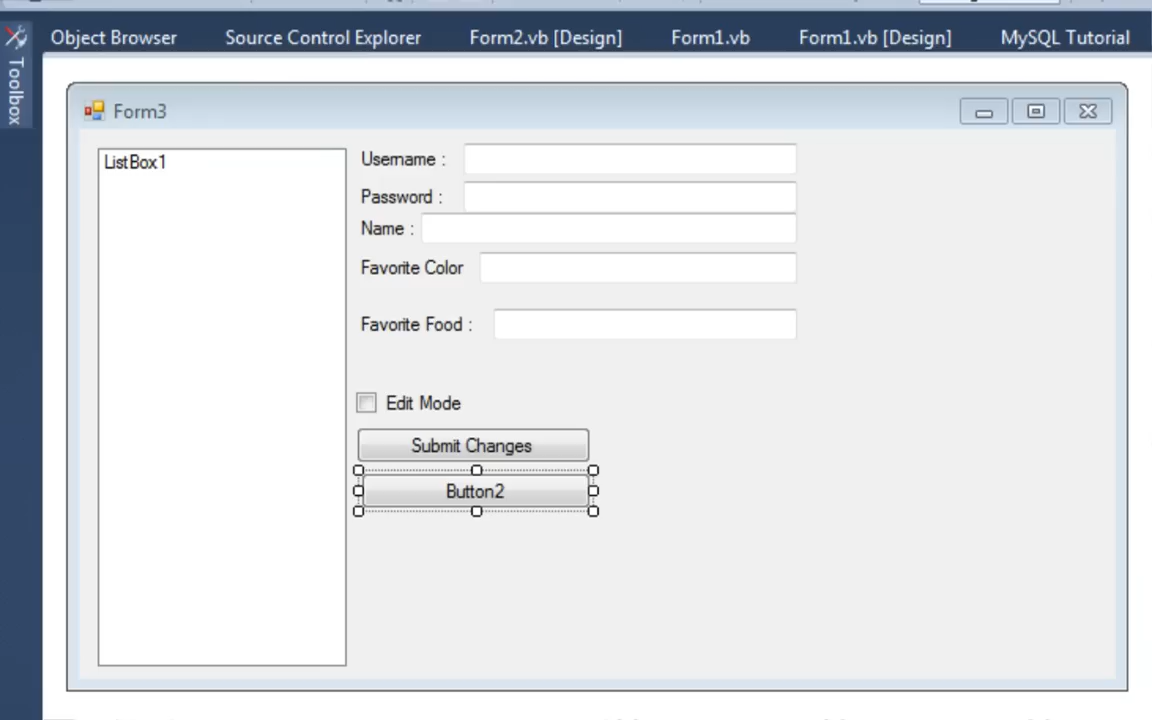 Object Browser Source Control Explorer Form2.vb [Design] Form1.vb Form1.vb [Design] MySQL Tutorial
Toolbox
Form3
ListBox1
Username :
Password :
Name :
Favorite Color
Favorite Food :
Edit Mode
Submit Changes
Button2